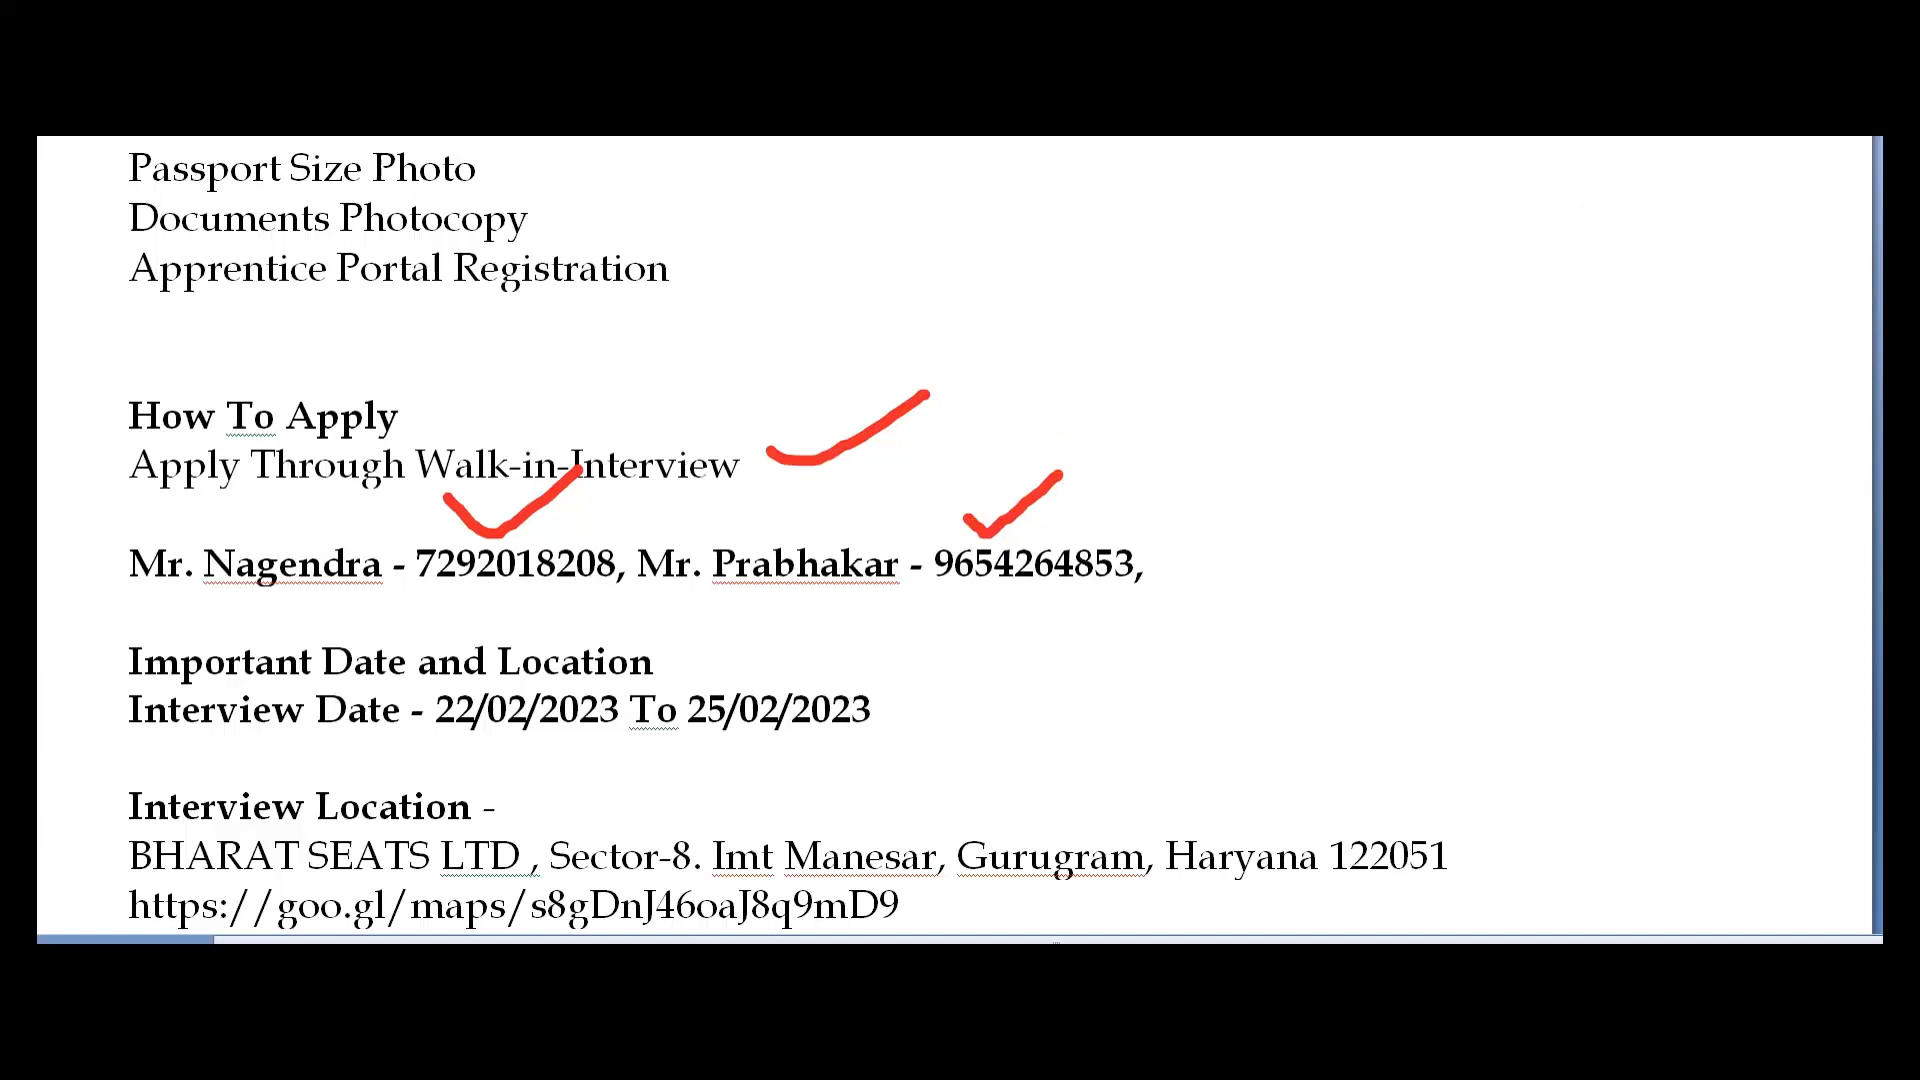 Passport Size Photo
Documents Photocopy
Apprentice Portal Registration
How To Apply
Apply Through Walk-in-Interview
Mr. Nagendra - 7292018208, Mr. Prabhakar - 9654264853,
Important Date and Location
Interview Date - 22/02/2023 To 25/02/2023
Interview Location -
BHARAT SEATS LTD , Sector-8. Imt Manesar, Gurugram, Haryana 122051
https://goo.gl/maps/s8gDnJ46oaJ8q9mD9